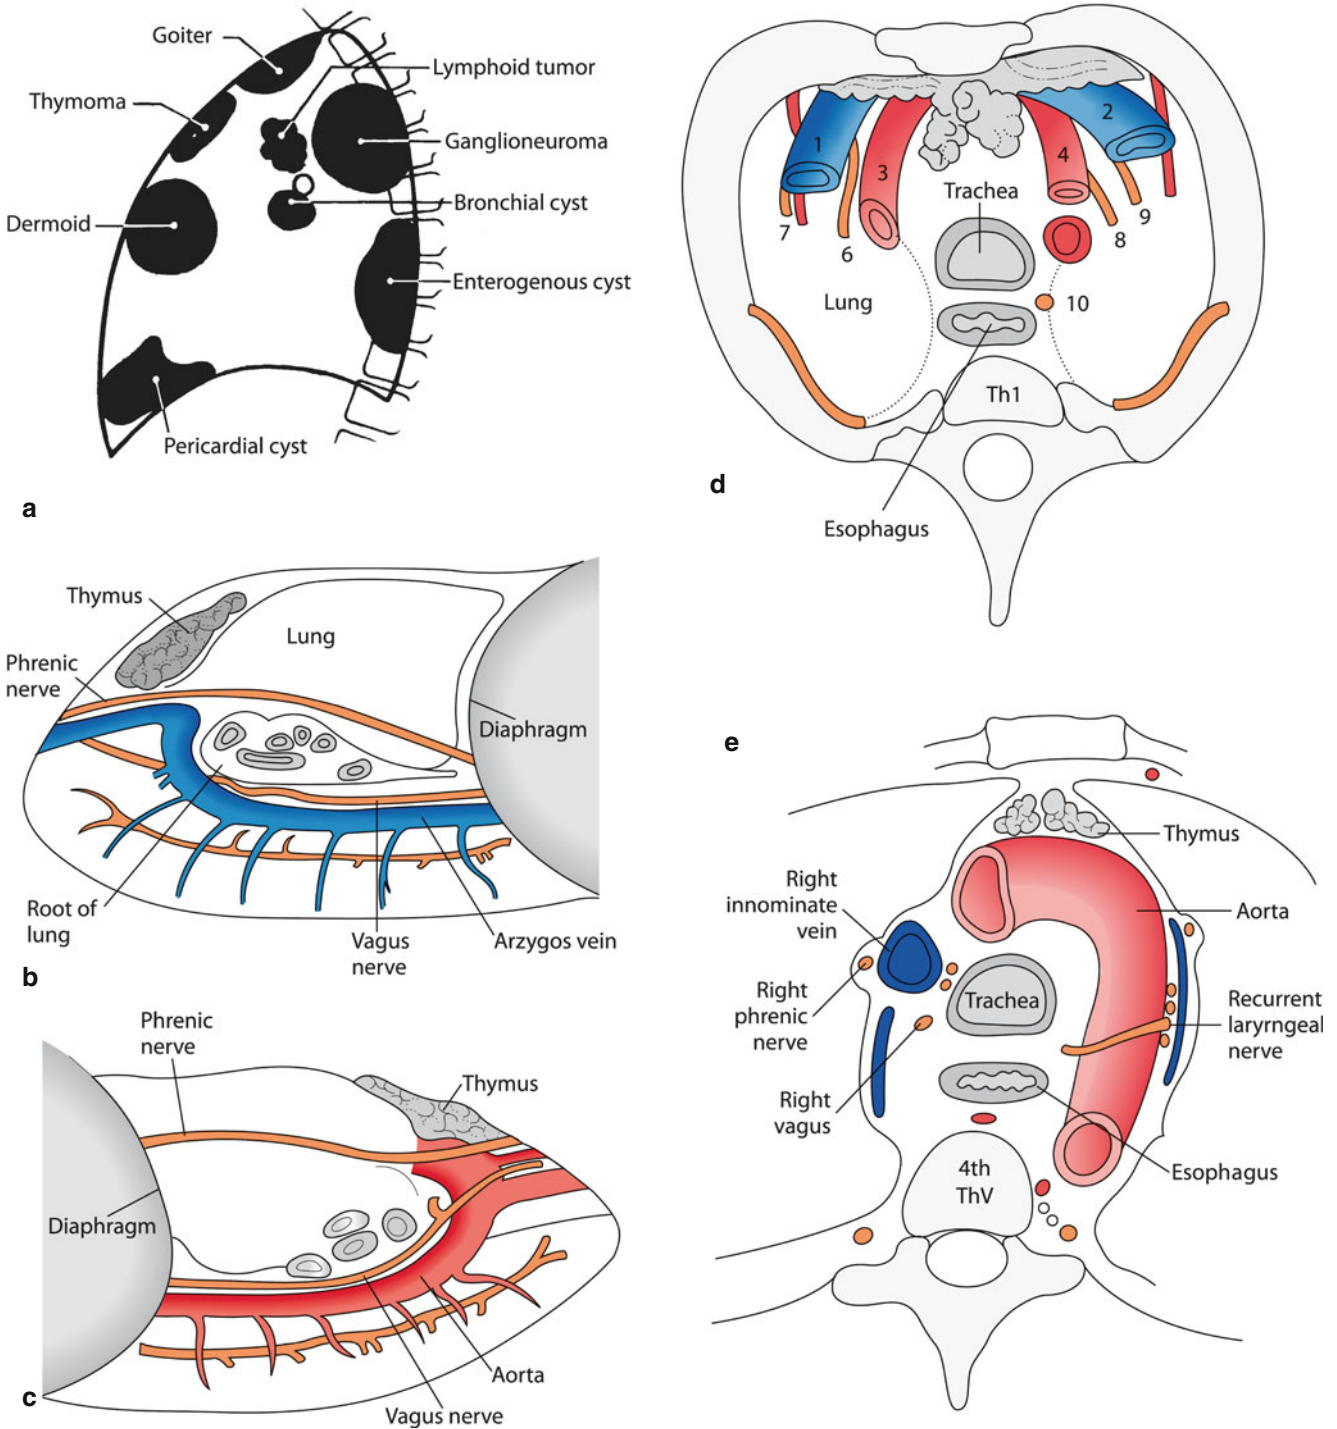 Goiter
Lymphoid tumor
Thymoma
Ganglioneuroma
Bronchial cyst
Dermoid
Enterogenous cyst
Pericardial cyst
a
Thymus
Lung
Phrenic
nerve
Diaphragm
Root of
lung
Vagus
nerve
Arzygos vein
b
Phrenic
nerve
Thymus
Diaphragm
Aorta
Vagus nerve
c
1
2
3
4
Trachea
7
6
8
9
Lung
10
Th1
Esophagus
d
e
Thymus
Right
innominate
vein
Aorta
Right
phrenic
nerve
Trachea
Recurrent
laryngeal
nerve
Right
vagus
Esophagus
4th
ThV